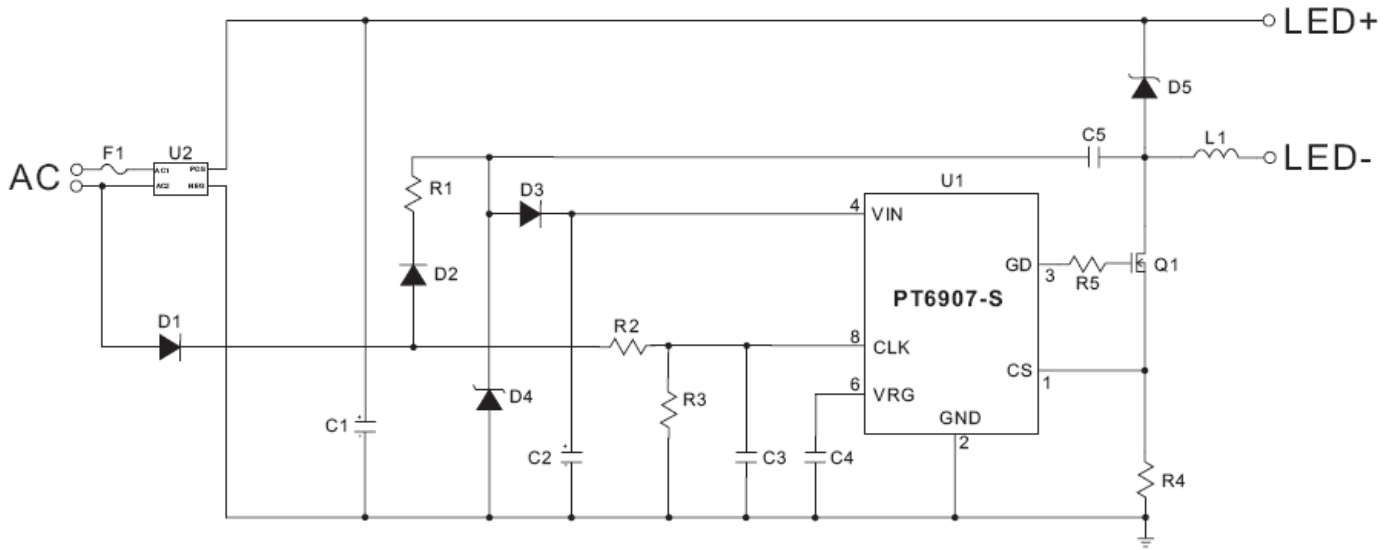 LED+
D5
C5
L1
LED-
F1
U2
AC
AC1
POS
AC2
NEG
R1
D3
U1
4
VIN
GD
3
R5
Q1
D2
PT6907-S
D1
R2
8
CLK
CS
1
6
VRG
D4
R3
GND
2
C1
+
-
C2
+
-
C3
C4
R4